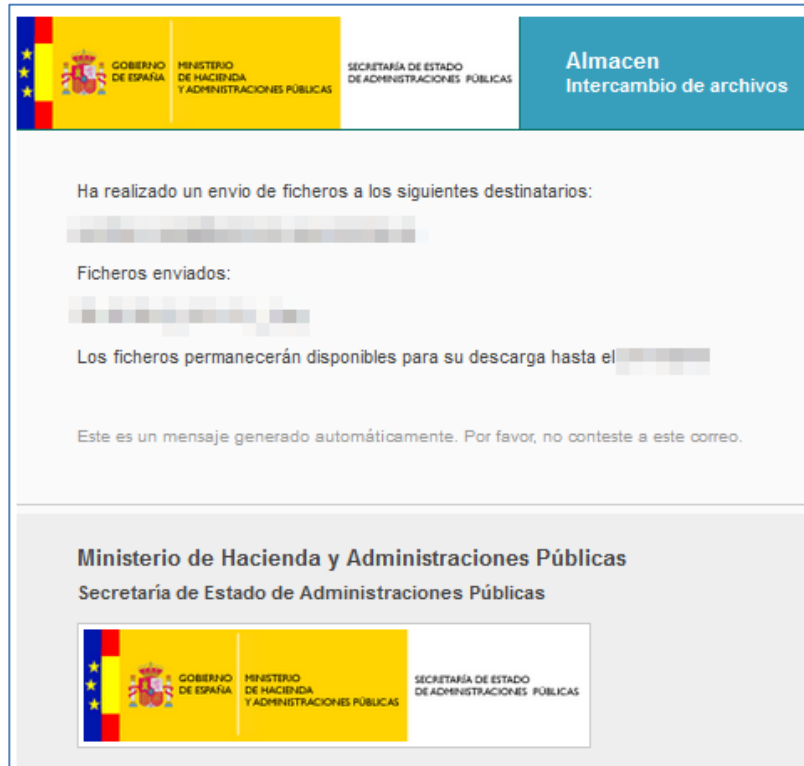 GOBIERNO
DE ESPAÑA
MINISTERIO
DE HACIENDA
Y ADMINISTRACIONES PÚBLICAS
SECRETARÍA DE ESTADO
DE ADMINISTRACIONES PÚBLICAS
Almacen
Intercambio de archivos
Ha realizado un envio de ficheros a los siguientes destinatarios:
Ficheros enviados:
Los ficheros permanecerán disponibles para su descarga hasta el
Este es un mensaje generado automáticamente. Por favor, no conteste a este correo.
Ministerio de Hacienda y Administraciones Públicas
Secretaría de Estado de Administraciones Públicas
GOBIERNO
DE ESPAÑA
MINISTERIO
DE HACIENDA
Y ADMINISTRACIONES PÚBLICAS
SECRETARÍA DE ESTADO
DE ADMINISTRACIONES PÚBLICAS